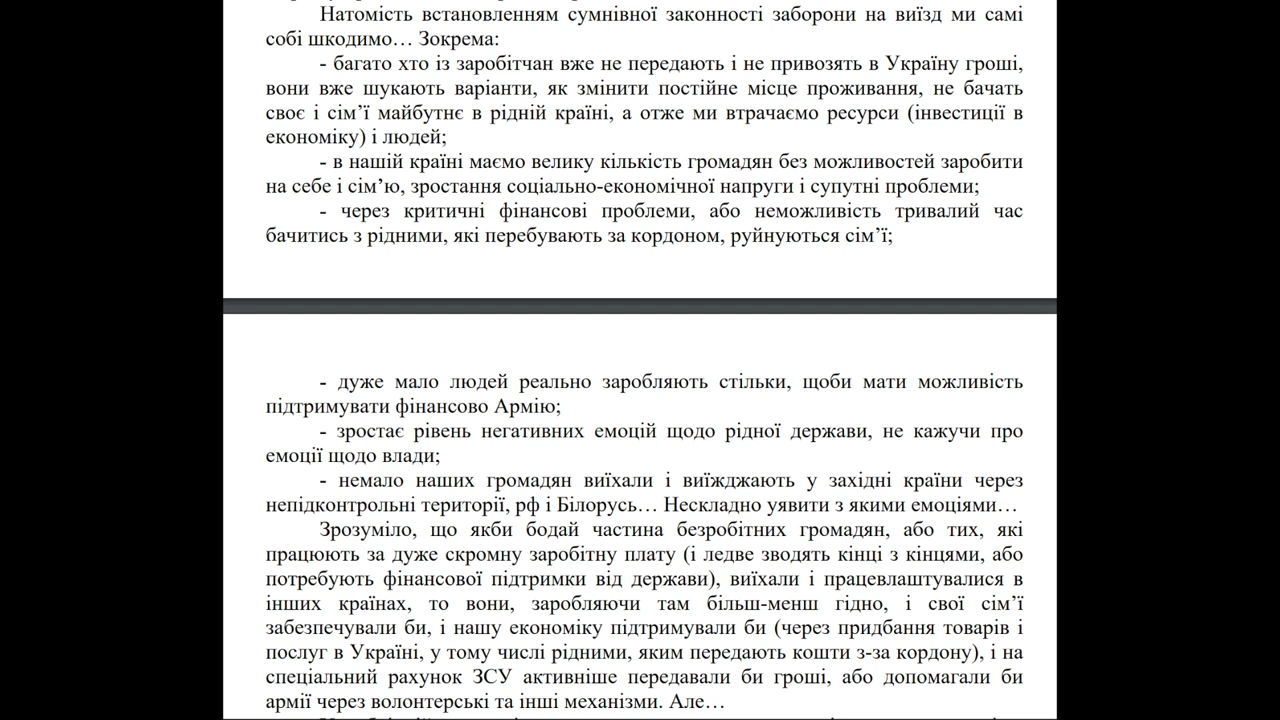 Натомість встановленням сумнівної законності заборони на виїзд ми самі
собі шкодимо… Зокрема:
- багато хто із заробітчан вже не передають і не привозять в Україну гроші,
вони вже шукають варіанти, як змінити постійне місце проживання, не бачать
своє і сім’ї майбутнє в рідній країні, а отже ми втрачаємо ресурси (інвестиції в
економіку) і людей;
- в нашій країні маємо велику кількість громадян без можливостей заробити
на себе і сім’ю, зростання соціально-економічної напруги і супутні проблеми;
- через критичні фінансові проблеми, або неможливість тривалий час
бачитись з рідними, які перебувають за кордоном, руйнуються сім’ї;
- дуже мало людей реально заробляють стільки, щоби мати можливість
підтримувати фінансово Армію;
- зростає рівень негативних емоцій щодо рідної держави, не кажучи про
емоції щодо влади;
- немало наших громадян виїхали і виїжджають у західні країни через
непідконтрольні території, рф і Білорусь… Нескладно уявити з якими емоціями…
Зрозуміло, що якби бодай частина безробітних громадян, або тих, які
працюють за дуже скромну заробітну плату (і ледве зводять кінці з кінцями, або
потребують фінансової підтримки від держави), виїхали і працевлаштувалися в
інших країнах, то вони, заробляючи там більш-менш гідно, і свої сім’ї
забезпечували би, і нашу економіку підтримували би (через придбання товарів і
послуг в Україні, у тому числі рідними, яким передають кошти з-за кордону), і на
спеціальний рахунок ЗСУ активніше передавали би гроші, або допомагали би
армії через волонтерські та інші механізми. Але…